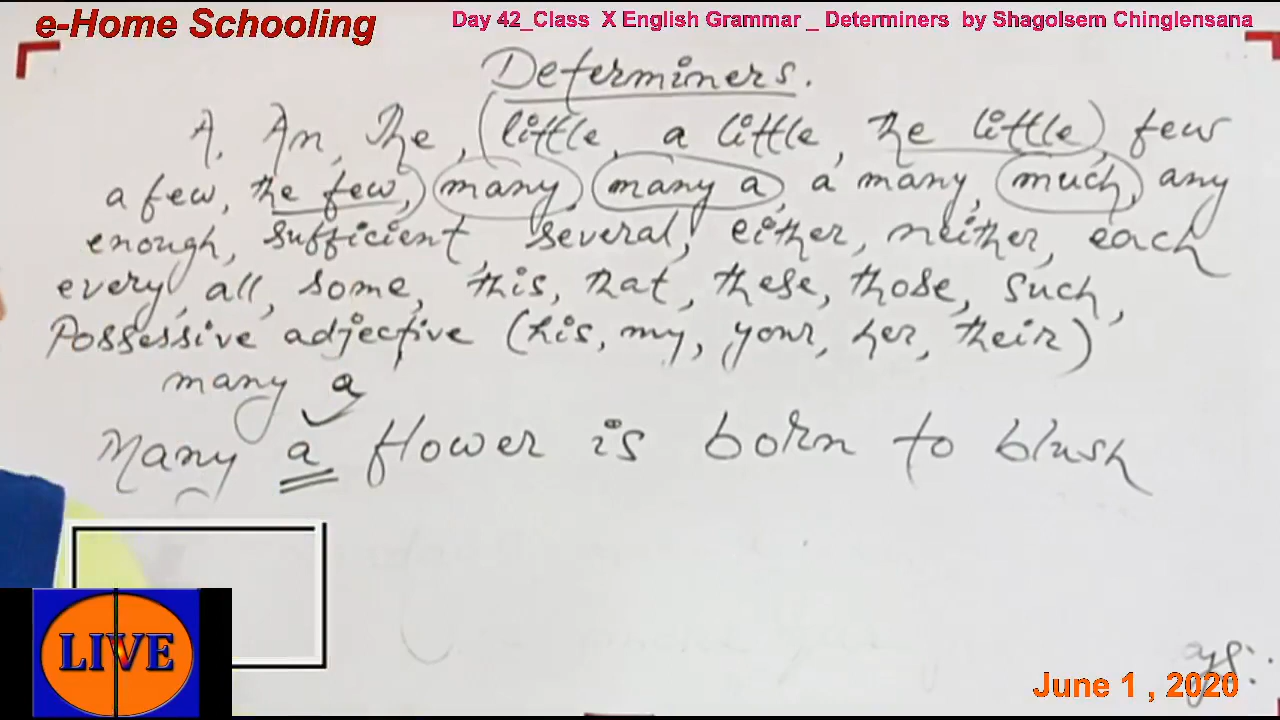 e-Home Schooling
Day 42_Class X English Grammar _ Determiners by Shagolsem Chinglensana
Determiners.
A, An, The, (little, a little, the little), few
a few, the few,) many, many a, a many, much, any
enough, sufficient, several, either, neither, each
every, all, some, this, that, these, those, such,
Possessive adjective (his, my, your, her, their)
many a
Many a flower is born to blush
LIVE
June 1 , 2020